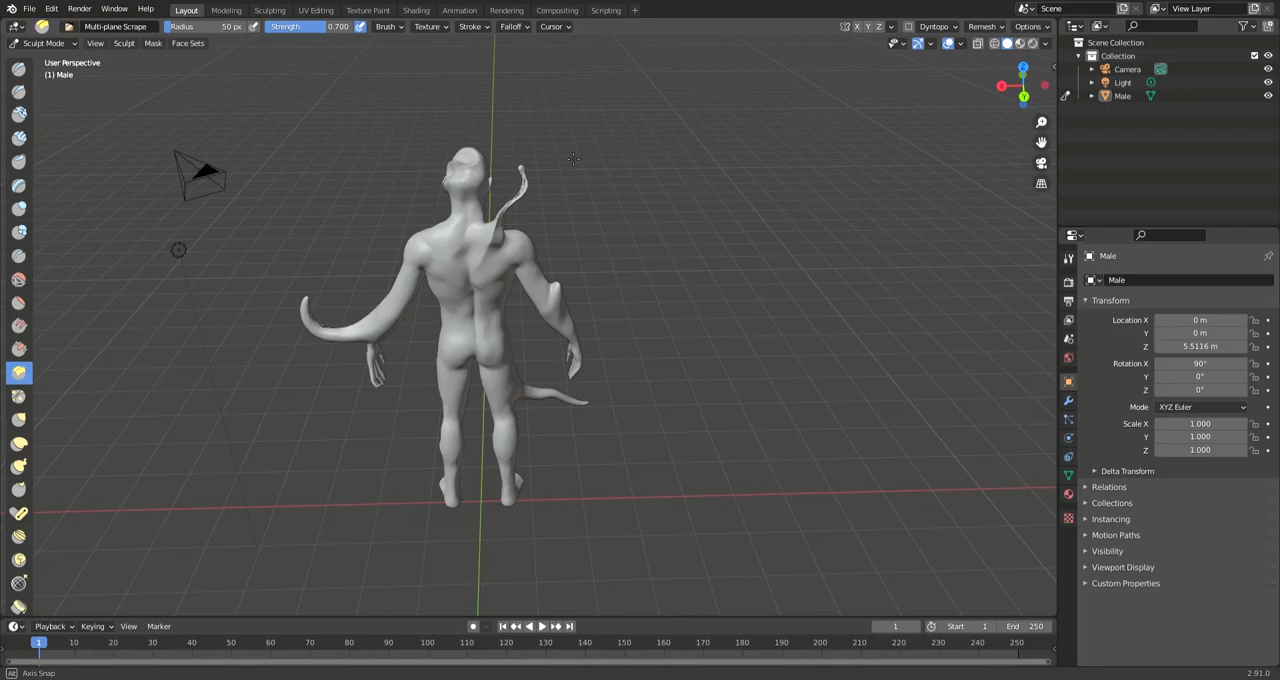 File Edit Render Window Help Layout Modeling Sculpting UV Editing Texture Paint Shading Animation Rendering Compositing Scripting + Scene View Layer
Multi-plane Scrape Radius 50 px Strength 0.700 Brush Texture Stroke Falloff Cursor X Y Z Dyntopo Remesh Options
Sculpt Mode View Sculpt Mask Face Sets
User Perspective
(1) Male
X
Z
Y
Scene Collection
Collection
Camera
Light
Male
Male
Male
Transform
Location X 0 m
Y 0 m
Z 5.5116 m
Rotation X 90°
Y 0°
Z 0°
Mode XYZ Euler
Scale X 1.000
Y 1.000
Z 1.000
Delta Transform
Relations
Collections
Instancing
Motion Paths
Visibility
Viewport Display
Custom Properties
Playback Keying View Marker 1 Start 1 End 250
1 10 20 30 40 50 60 70 80 90 100 110 120 130 140 150 160 170 180 190 200 210 220 230 240 250
Alt Axis Snap 2.91.0